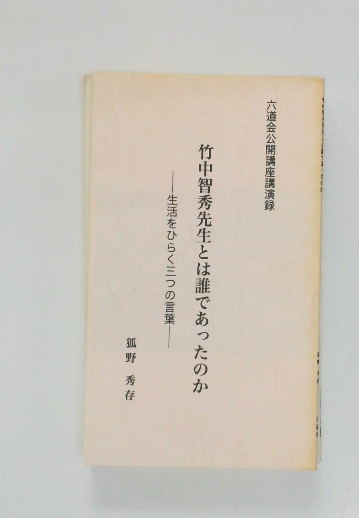 六道会公開講座講演録
竹中智秀先生とは誰であったのか
――生活をひらく三つの言葉――
狐野 秀存